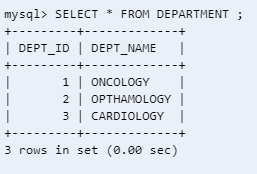 mysql> SELECT * FROM DEPARTMENT ;
+---------+-------------+
| DEPT_ID | DEPT_NAME   |
+---------+-------------+
|       1 | ONCOLOGY    |
|       2 | OPTHAMOLOGY |
|       3 | CARDIOLOGY  |
+---------+-------------+
3 rows in set (0.00 sec)